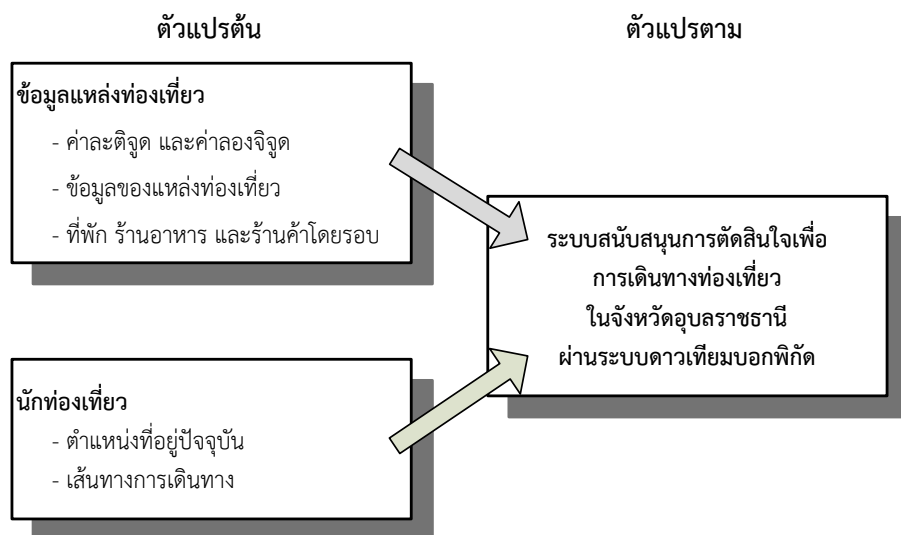 ตัวแปรต้น
ตัวแปรตาม
ข้อมูลแหล่งท่องเที่ยว
- ค่าละติจูด และค่าลองจิจูด
- ข้อมูลของแหล่งท่องเที่ยว
- ที่พัก ร้านอาหาร และร้านค้าโดยรอบ
นักท่องเที่ยว
- ตำแหน่งที่อยู่ปัจจุบัน
- เส้นทางการเดินทาง
ระบบสนับสนุนการตัดสินใจเพื่อ
การเดินทางท่องเที่ยว
ในจังหวัดอุบลราชธานี
ผ่านระบบดาวเทียมบอกพิกัด